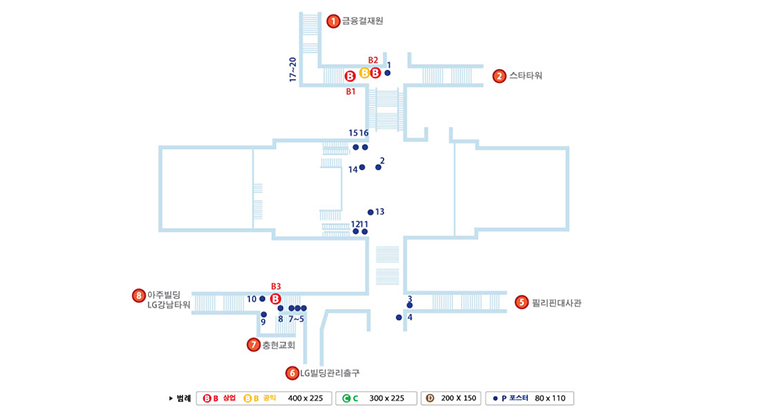 1 금융결재원
17~20
B2
B B B 1
B1
2 스타타워
15 16
14
2
13
12 11
8 아주빌딩
LG강남타워
B3
10 B
9
8 7~5
3
4
5 필리핀대사관
7 충현교회
6 LG빌딩관리출구
▶ 범례 B B 상업 B B 공익 400 x 225 C C 300 x 225 D 200 X 150 P 포스터 80 x 110